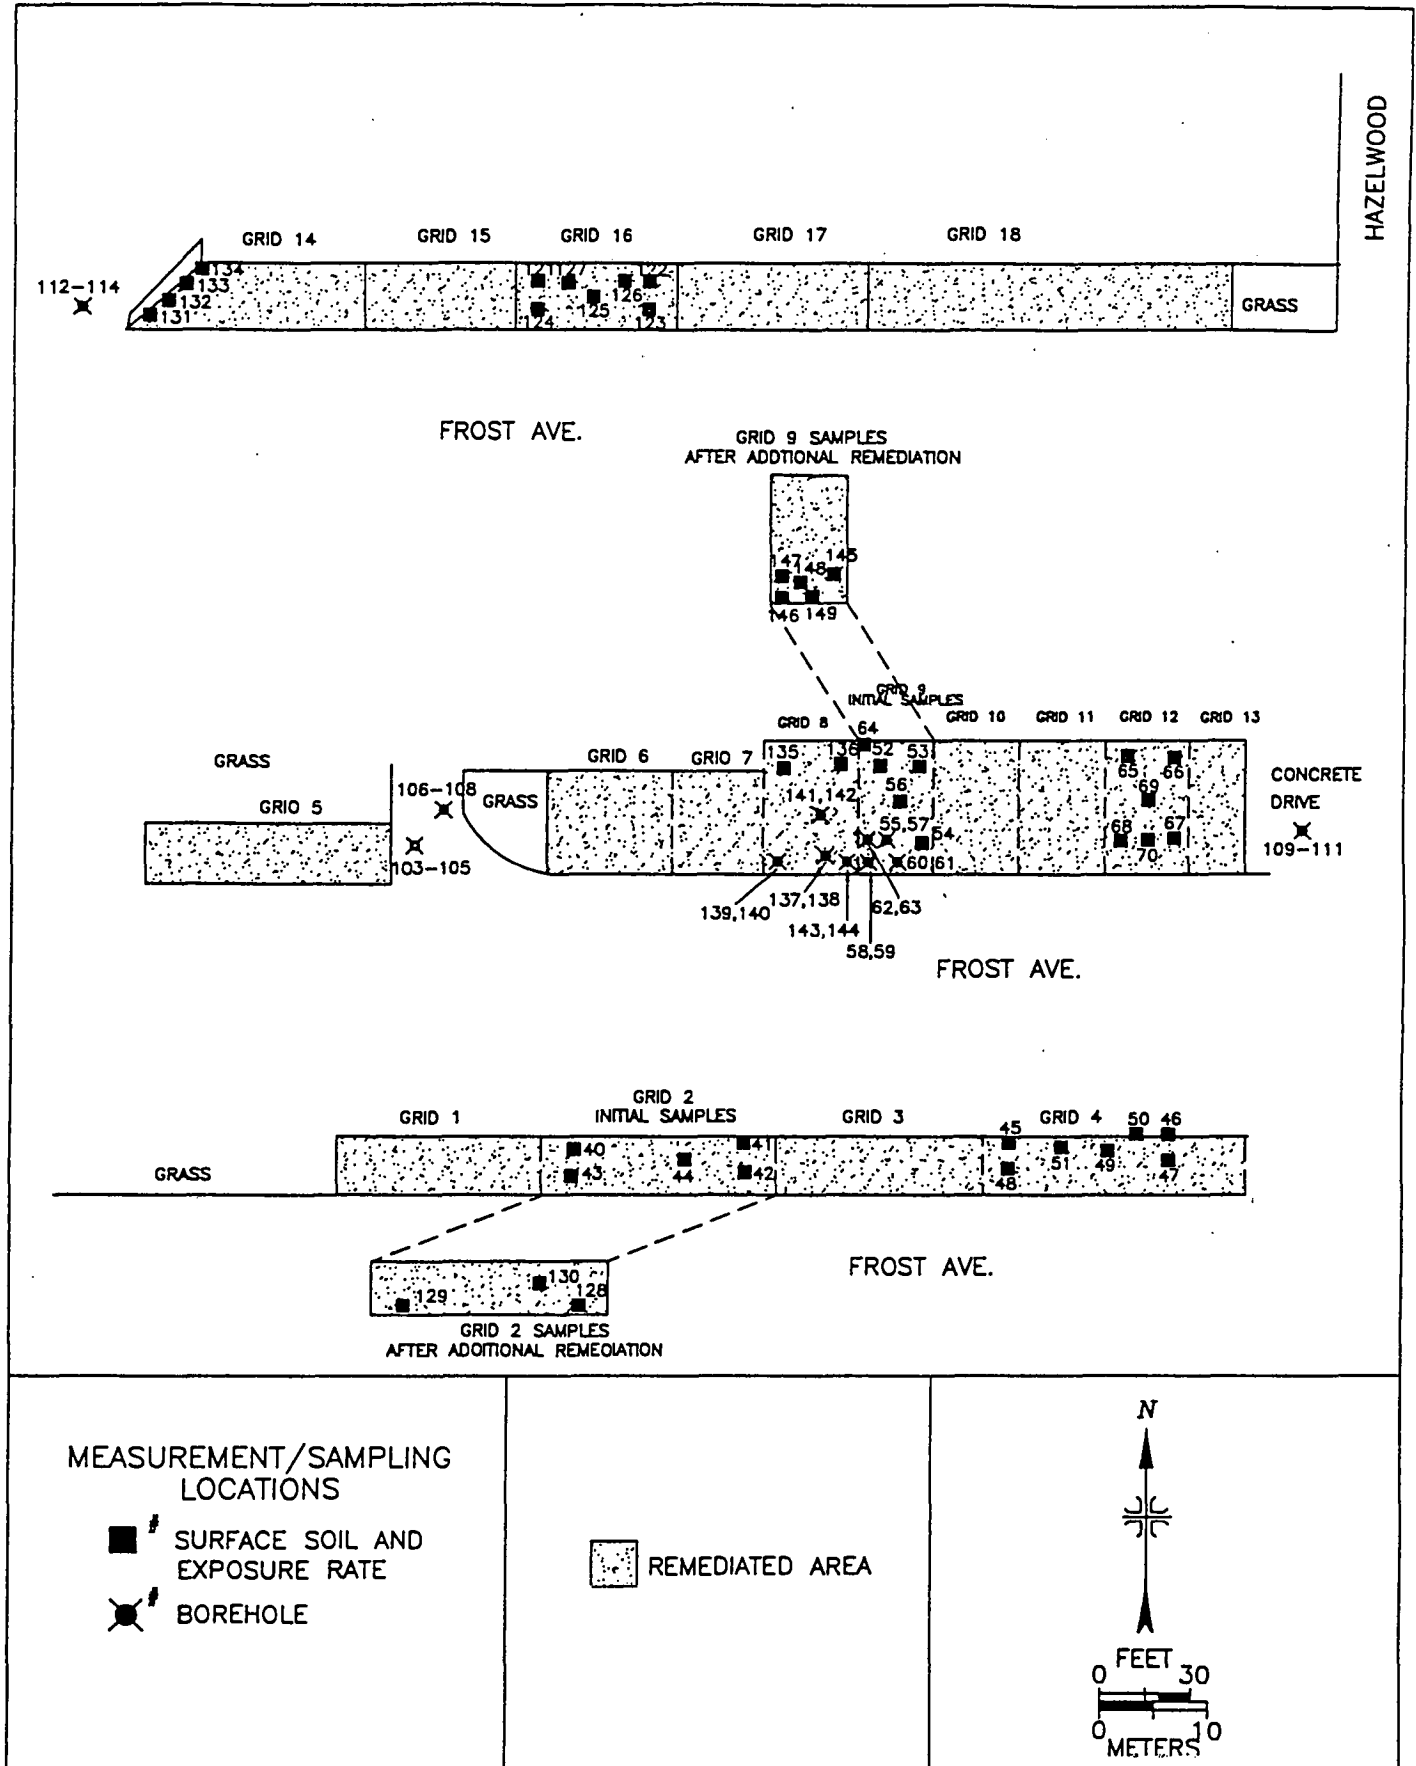 HAZELWOOD
GRID 14 GRID 15 GRID 16 GRID 17 GRID 18
134
133
132
131
112-114
121 127 122
126
125
124 123
GRASS
FROST AVE.
GRID 9 SAMPLES
AFTER ADDTIONAL REMEDIATION
147 148 145
146 149
GRID 9
INITIAL SAMPLES
GRID 8 GRID 10 GRID 11 GRID 12 GRID 13
64
135 136 52 53
65 66
GRASS
GRID 6 GRIO 7
GRIO 5
106-108
GRASS
103-105
141,142
56
69
55,57 54
68 67
70
60,61
CONCRETE
DRIVE
109-111
139,140
137,138
62,63
143,144
58,59
FROST AVE.
GRID 1
GRID 2
INITIAL SAMPLES
GRID 3 GRID 4
45 50 46
40 41
51 49
43 44 42
48 47
GRASS
FROST AVE.
130
129 128
GRID 2 SAMPLES
AFTER ADOITIONAL REMEOIATION
MEASUREMENT/SAMPLING
LOCATIONS
# SURFACE SOIL AND
EXPOSURE RATE
# BOREHOLE
REMEDIATED AREA
N
FEET
0 30
0 10
METERS